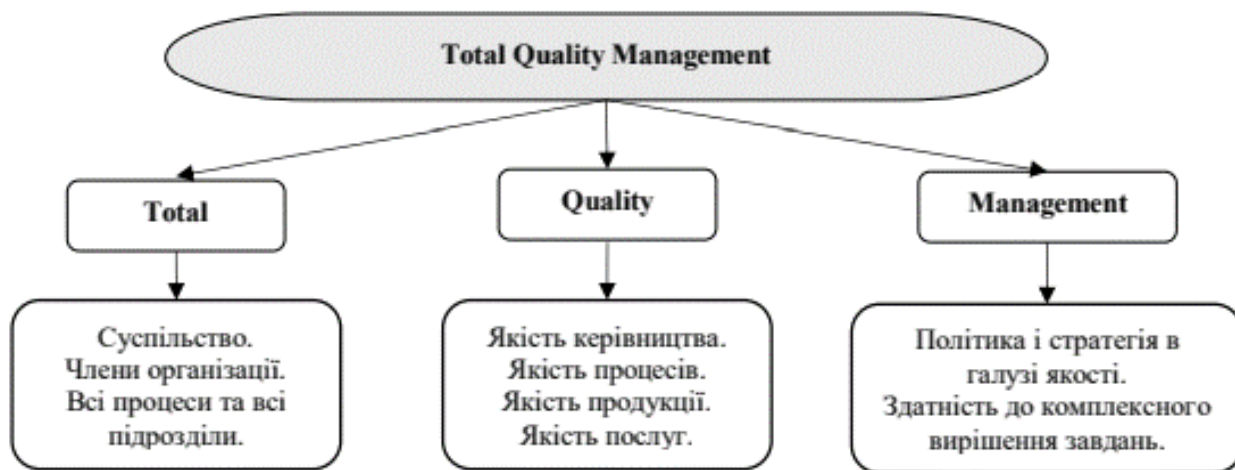 Total Quality Management
Total
Quality
Management
Суспільство.
Члени організації.
Всі процеси та всі
підрозділи.
Якість керівництва.
Якість процесів.
Якість продукції.
Якість послуг.
Політика і стратегія в
галузі якості.
Здатність до комплексного
вирішення завдань.